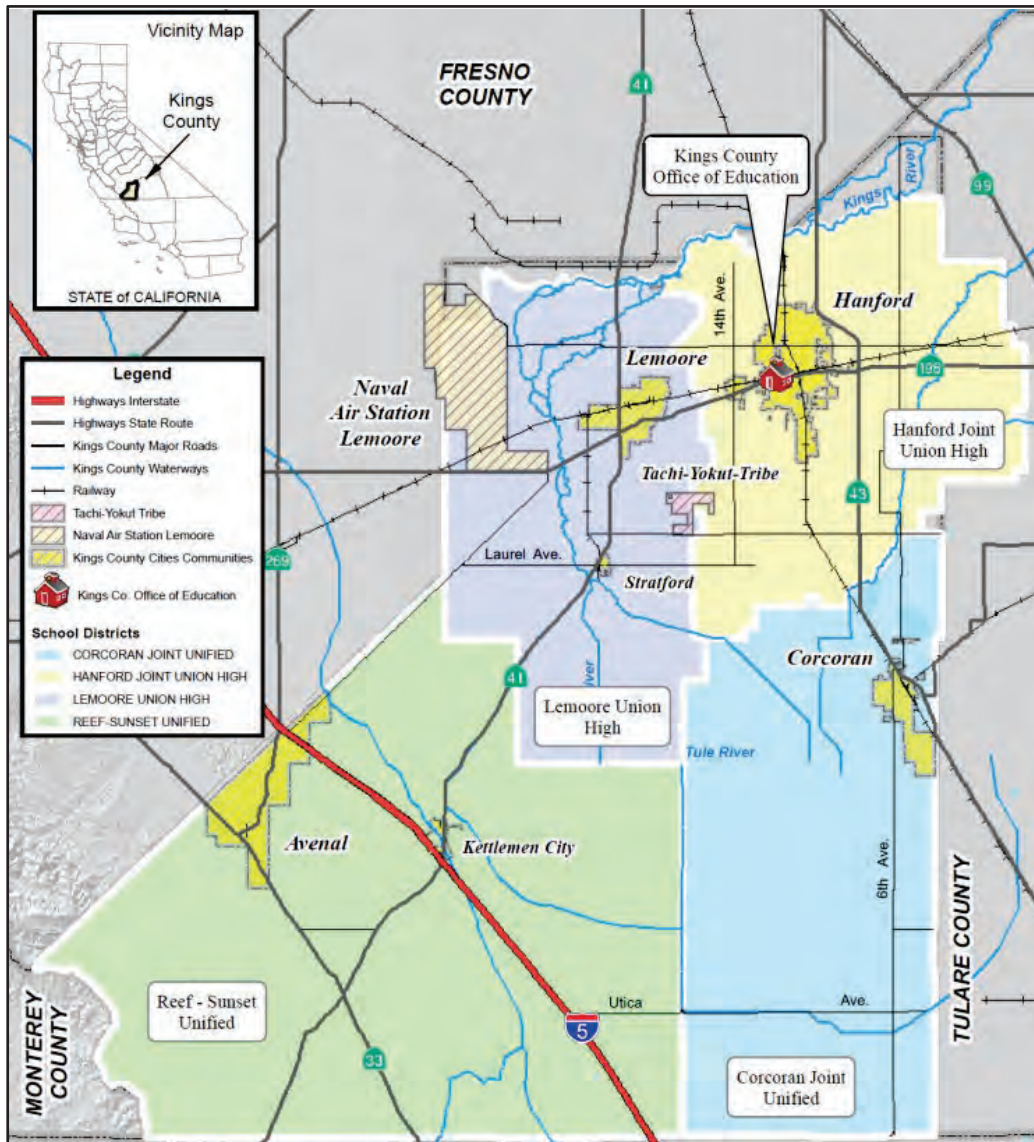 Vicinity Map
Kings
County
STATE of CALIFORNIA
FRESNO
COUNTY
41
Kings County
Office of Education
Kings
River
99
14th Ave.
Hanford
Lemoore
198
Naval
Air Station
Lemoore
Hanford Joint
Union High
Tachi-Yokut-Tribe
43
Legend
Highways Interstate
Highways State Route
Kings County Major Roads
Kings County Waterways
Railway
Tachi-Yokut Tribe
Naval Air Station Lemoore
Kings County Cities Communities
Kings Co. Office of Education
School Districts
CORCORAN JOINT UNIFIED
HANFORD JOINT UNION HIGH
LEMOORE UNION HIGH
REEF-SUNSET UNIFIED
269
Laurel Ave.
Stratford
Corcoran
41
Lemoore Union
High
Tule River
Avenal
Kettlemen City
6th Ave.
TULARE COUNTY
Reef - Sunset
Unified
Utica
Ave.
5
MONTEREY
COUNTY
33
Corcoran Joint
Unified